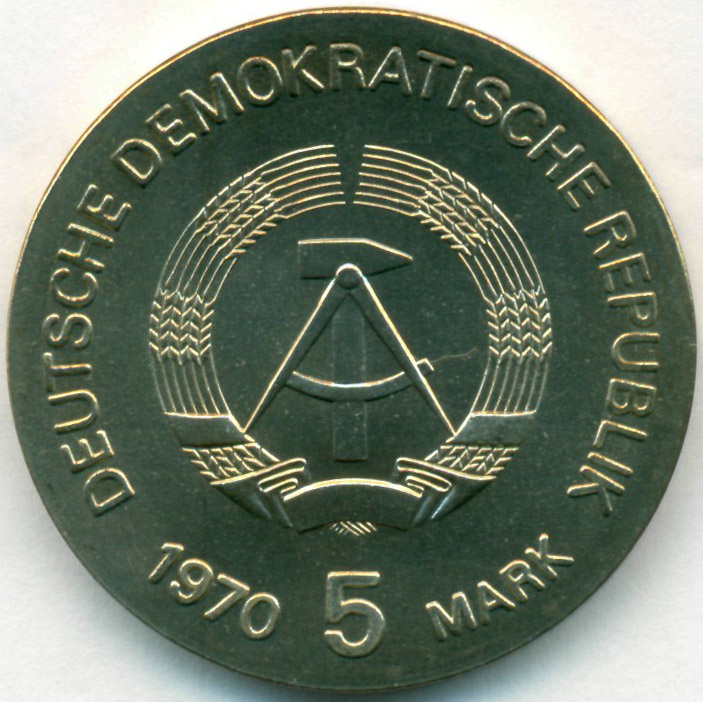 DEUTSCHE DEMOKRATISCHE REPUBLIK
1970 5 MARK